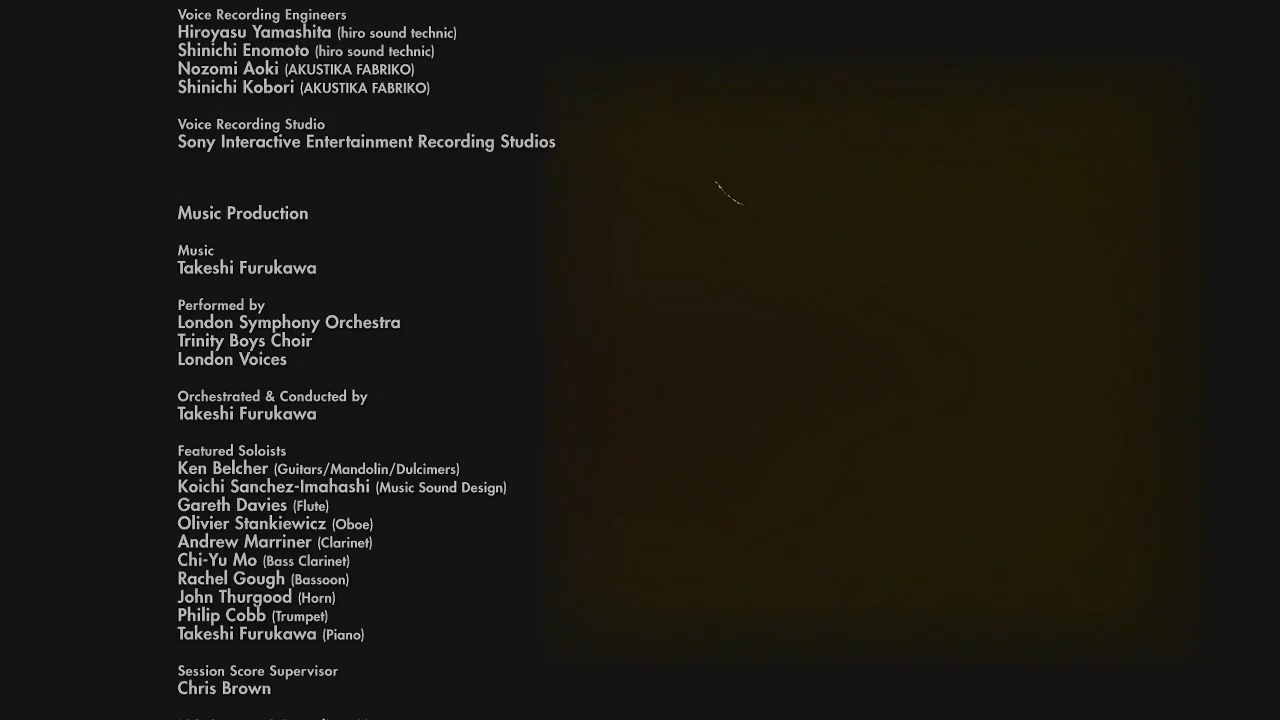 Voice Recording Engineers
Hiroyasu Yamashita (hiro sound technic)
Shinichi Enomoto (hiro sound technic)
Nozomi Aoki (AKUSTIKA FABRIKO)
Shinichi Kobori (AKUSTIKA FABRIKO)
Voice Recording Studio
Sony Interactive Entertainment Recording Studios
Music Production
Music
Takeshi Furukawa
Performed by
London Symphony Orchestra
Trinity Boys Choir
London Voices
Orchestrated & Conducted by
Takeshi Furukawa
Featured Soloists
Ken Belcher (Guitars/Mandolin/Dulcimers)
Koichi Sanchez-Imahashi (Music Sound Design)
Gareth Davies (Flute)
Olivier Stankiewicz (Oboe)
Andrew Marriner (Clarinet)
Chi-Yu Mo (Bass Clarinet)
Rachel Gough (Bassoon)
John Thurgood (Horn)
Philip Cobb (Trumpet)
Takeshi Furukawa (Piano)
Session Score Supervisor
Chris Brown